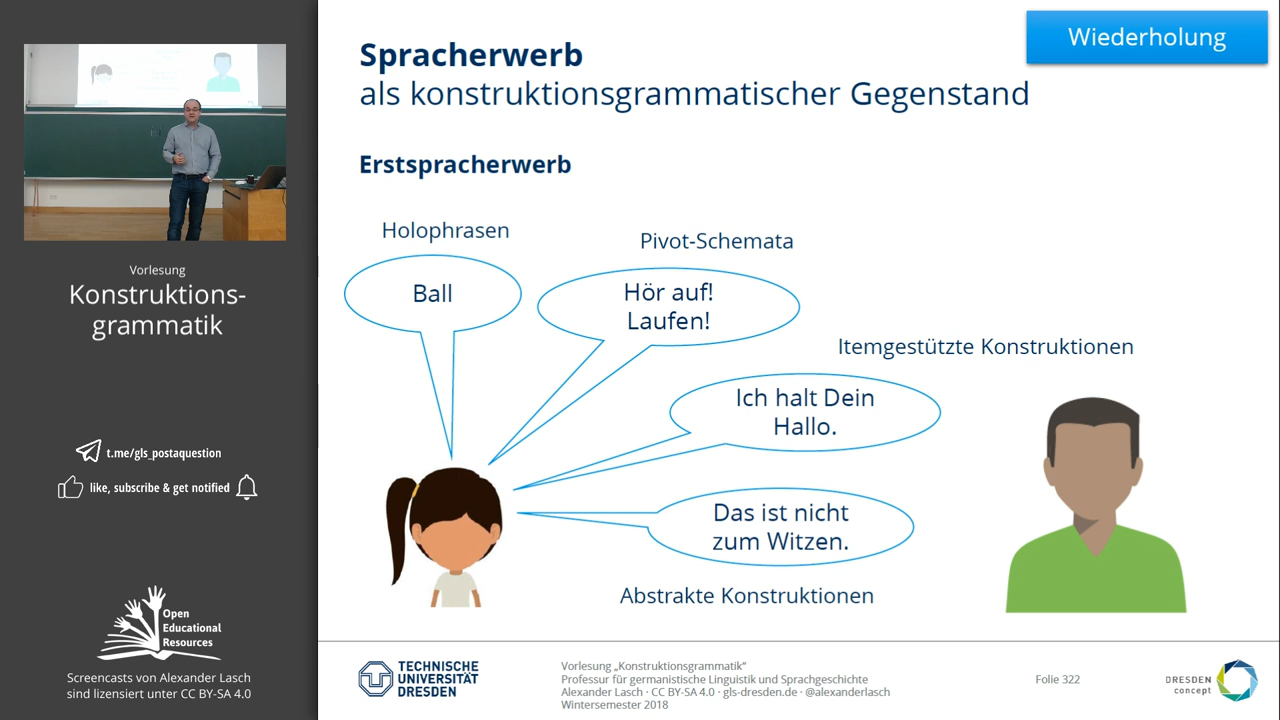 Wiederholung
Spracherwerb
als konstruktionsgrammatischer Gegenstand
Erstspracherwerb
Holophrasen
Pivot-Schemata
Ball
Hör auf!
Laufen!
Itemgestützte Konstruktionen
Ich halt Dein
Hallo.
Das ist nicht
zum Witzen.
Abstrakte Konstruktionen
Vorlesung
Konstruktions-
grammatik
t.me/gls_postaquestion
like, subscribe & get notified
Open
Educational
Resources
Screencasts von Alexander Lasch
sind lizensiert unter CC BY-SA 4.0
TECHNISCHE
UNIVERSITÄT
DRESDEN
Vorlesung „Konstruktionsgrammatik“
Professur für germanistische Linguistik und Sprachgeschichte
Alexander Lasch · CC BY-SA 4.0 · gls-dresden.de · @alexanderlasch
Wintersemester 2018
Folie 322
DRESDEN
concept